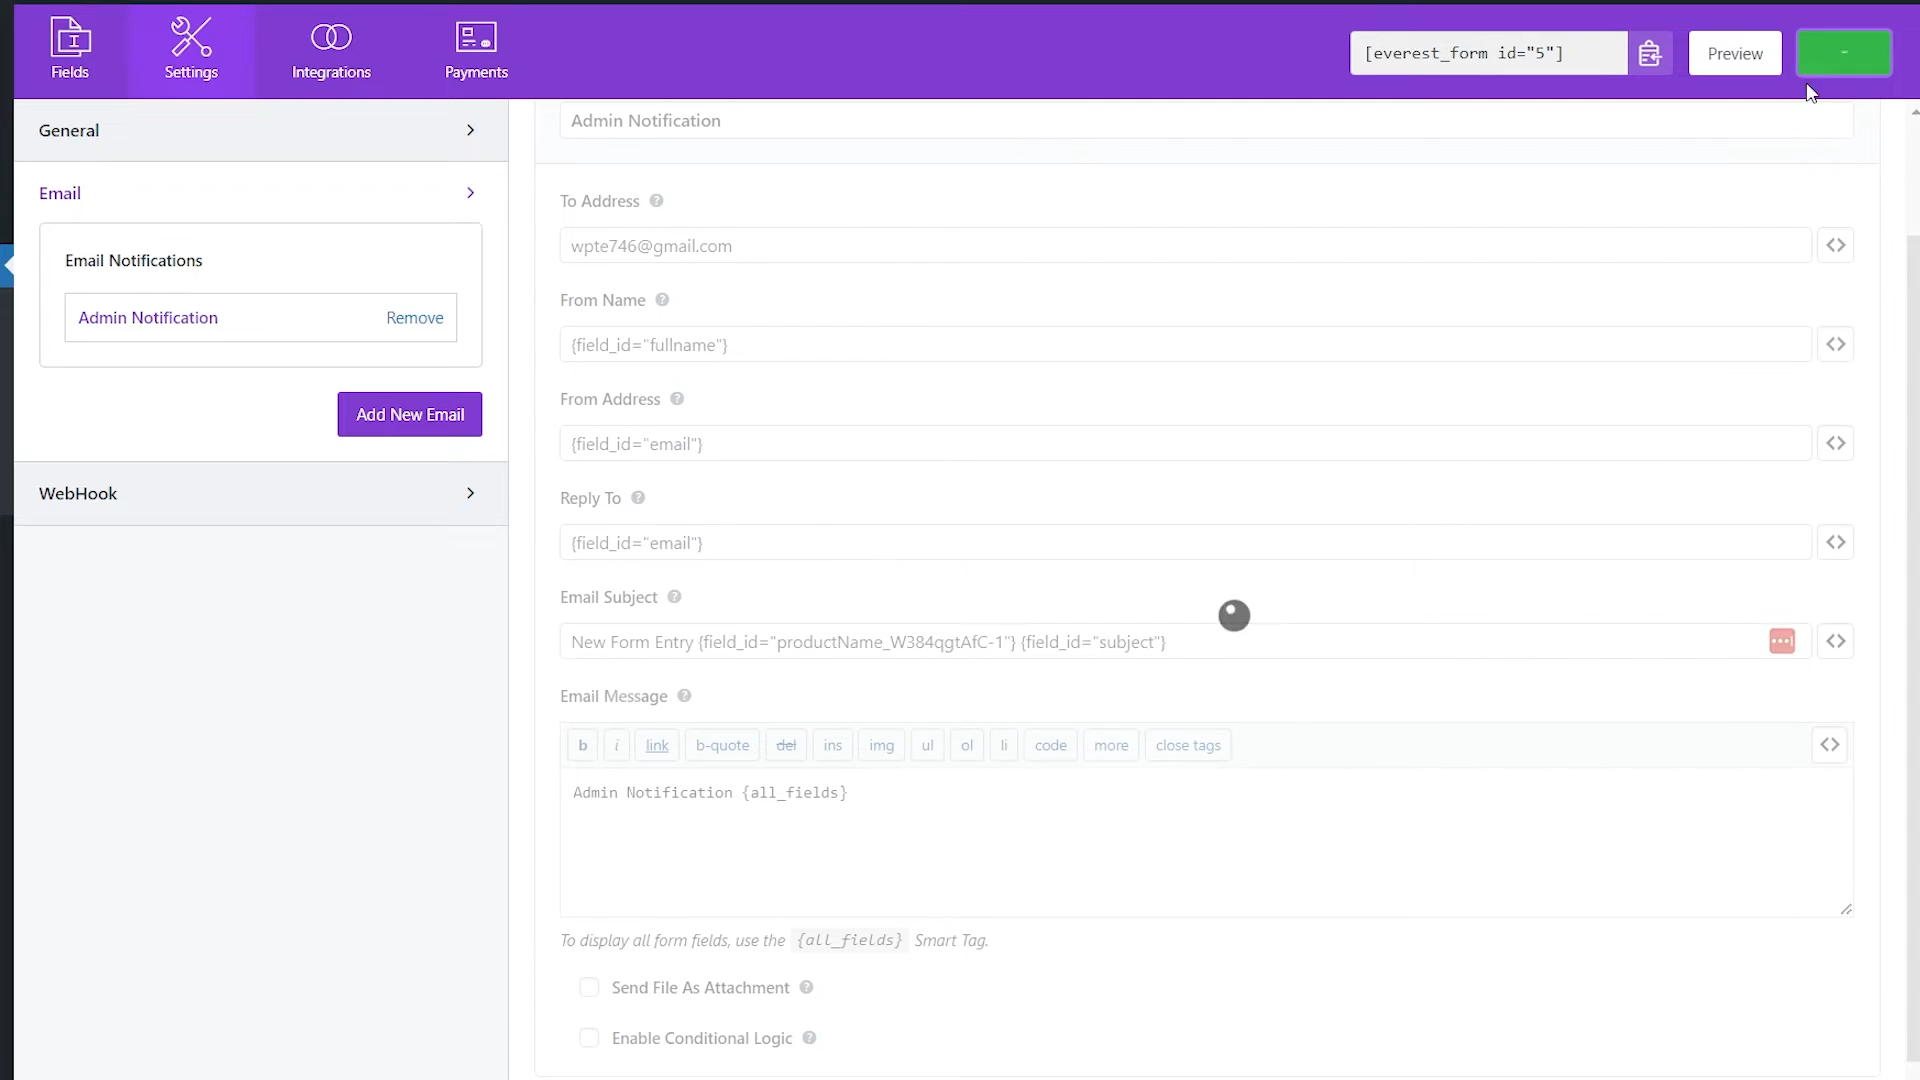 Fields
Settings
Integrations
Payments
[everest_form id="5"]
Preview
General
Email
Email Notifications
Admin Notification
Remove
Add New Email
WebHook
Admin Notification
To Address
wpte746@gmail.com
From Name
{field_id="fullname"}
From Address
{field_id="email"}
Reply To
{field_id="email"}
Email Subject
New Form Entry {field_id="productName_W384qgtAfC-1"} {field_id="subject"}
Email Message
b i link b-quote del ins img ul ol li code more close tags
Admin Notification {all_fields}
To display all form fields, use the {all_fields} Smart Tag.
Send File As Attachment
Enable Conditional Logic